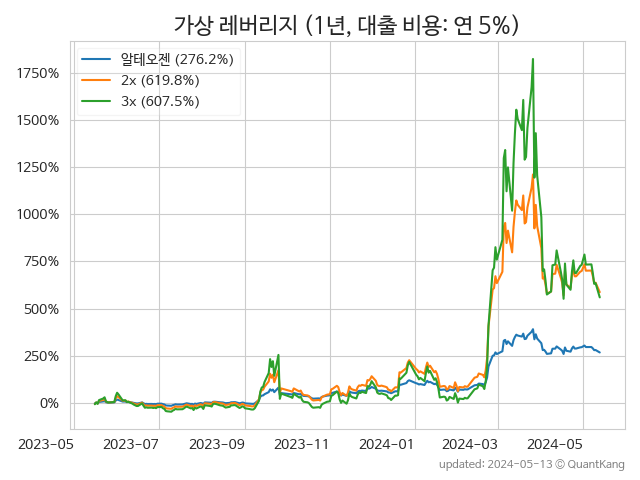 가상 레버리지 (1년, 대출 비용: 연 5%)
알테오젠 (276.2%)
2x (619.8%)
3x (607.5%)
1750%
1500%
1250%
1000%
750%
500%
250%
0%
2023-05 2023-07 2023-09 2023-11 2024-01 2024-03 2024-05
updated: 2024-05-13 © QuantKang